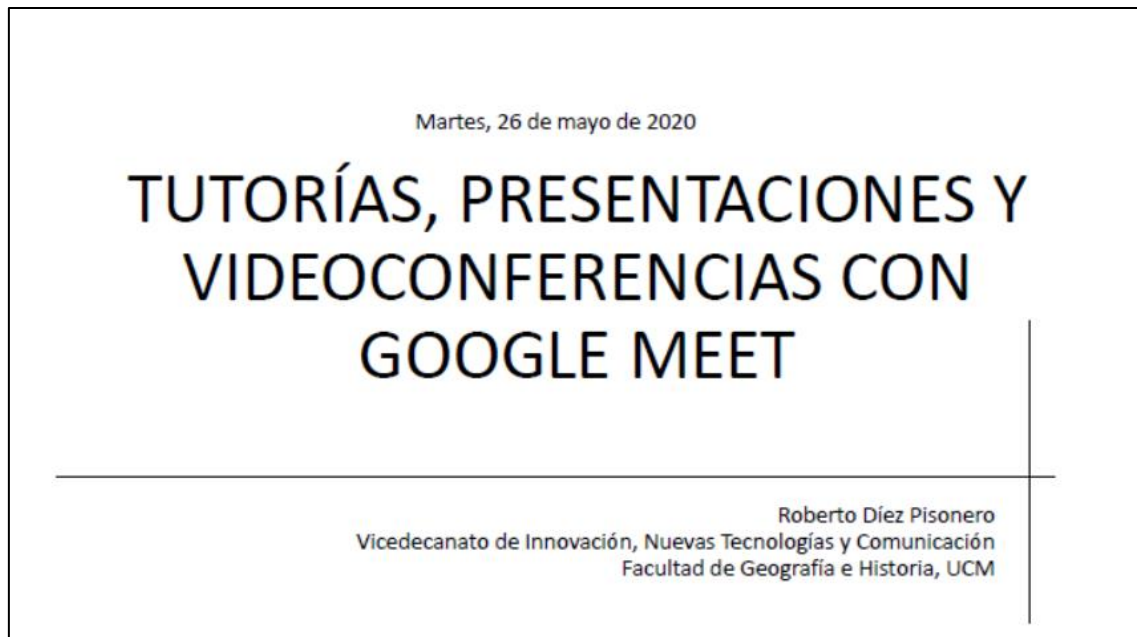 Martes, 26 de mayo de 2020
TUTORÍAS, PRESENTACIONES Y
VIDEOCONFERENCIAS CON
GOOGLE MEET
Roberto Díez Pisonero
Vicedecanato de Innovación, Nuevas Tecnologías y Comunicación
Facultad de Geografía e Historia, UCM